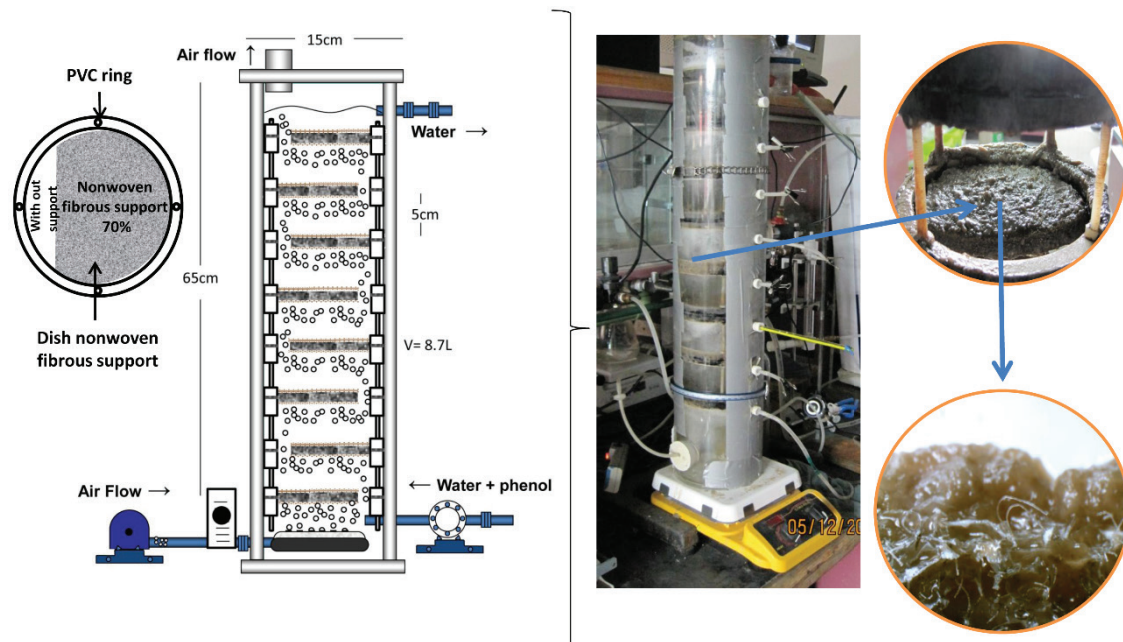 PVC ring
With out
support
Nonwoven
fibrous support
70%
Dish nonwoven
fibrous support
Air flow ↑
15cm
Water →
5cm
65cm
V= 8.7L
Air Flow →
← Water + phenol
05/12/20